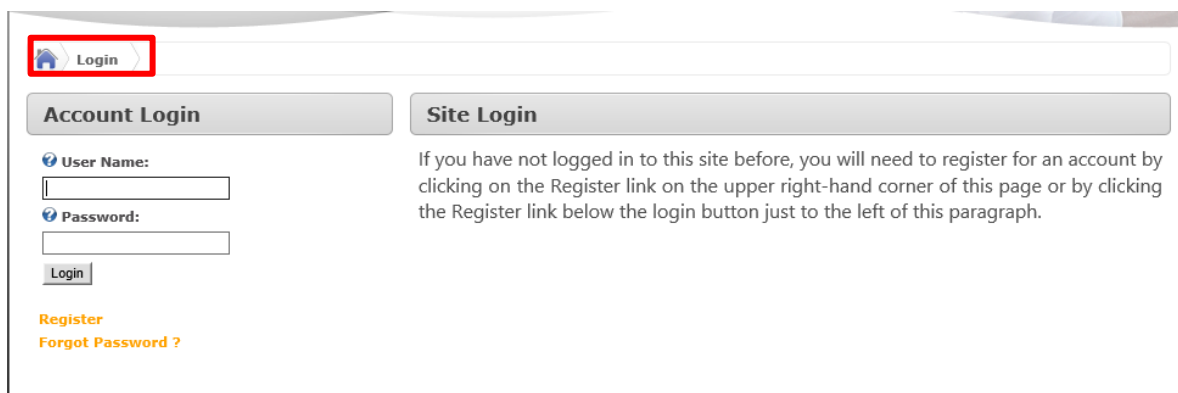 Login
Account Login
User Name:
Password:
Login
Register
Forgot Password ?
Site Login
If you have not logged in to this site before, you will need to register for an account by
clicking on the Register link on the upper right-hand corner of this page or by clicking
the Register link below the login button just to the left of this paragraph.